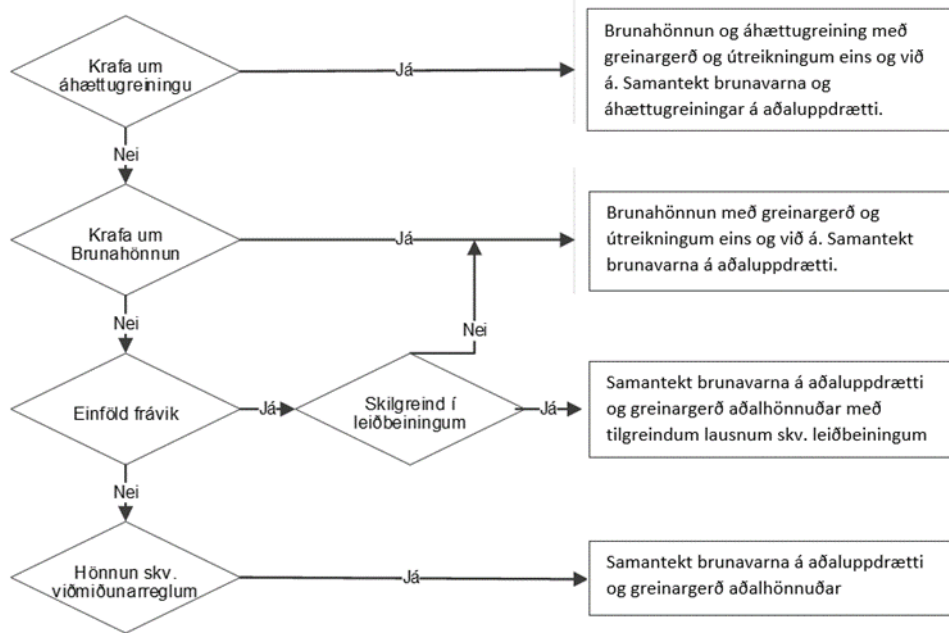 Krafa um
áhættugreiningu
Já
Brunahönnun og áhættugreining með
greinargerð og útreikningum eins og við
á. Samantekt brunavarna og
áhættugreiningar á aðaluppdrætti.
Nei
Krafa um
Brunahönnun
Já
Brunahönnun með greinargerð og
útreikningum eins og við á. Samantekt
brunavarna á aðaluppdrætti.
Nei
Nei
Einföld frávik
Já
Skilgreind í
leiðbeiningum
Já
Samantekt brunavarna á aðaluppdrætti
og greinargerð aðalhönnuðar með
tilgreindum lausnum skv. leiðbeiningum
Nei
Hönnun skv.
viðmiðunarreglum
Já
Samantekt brunavarna á aðaluppdrætti
og greinargerð aðalhönnuðar